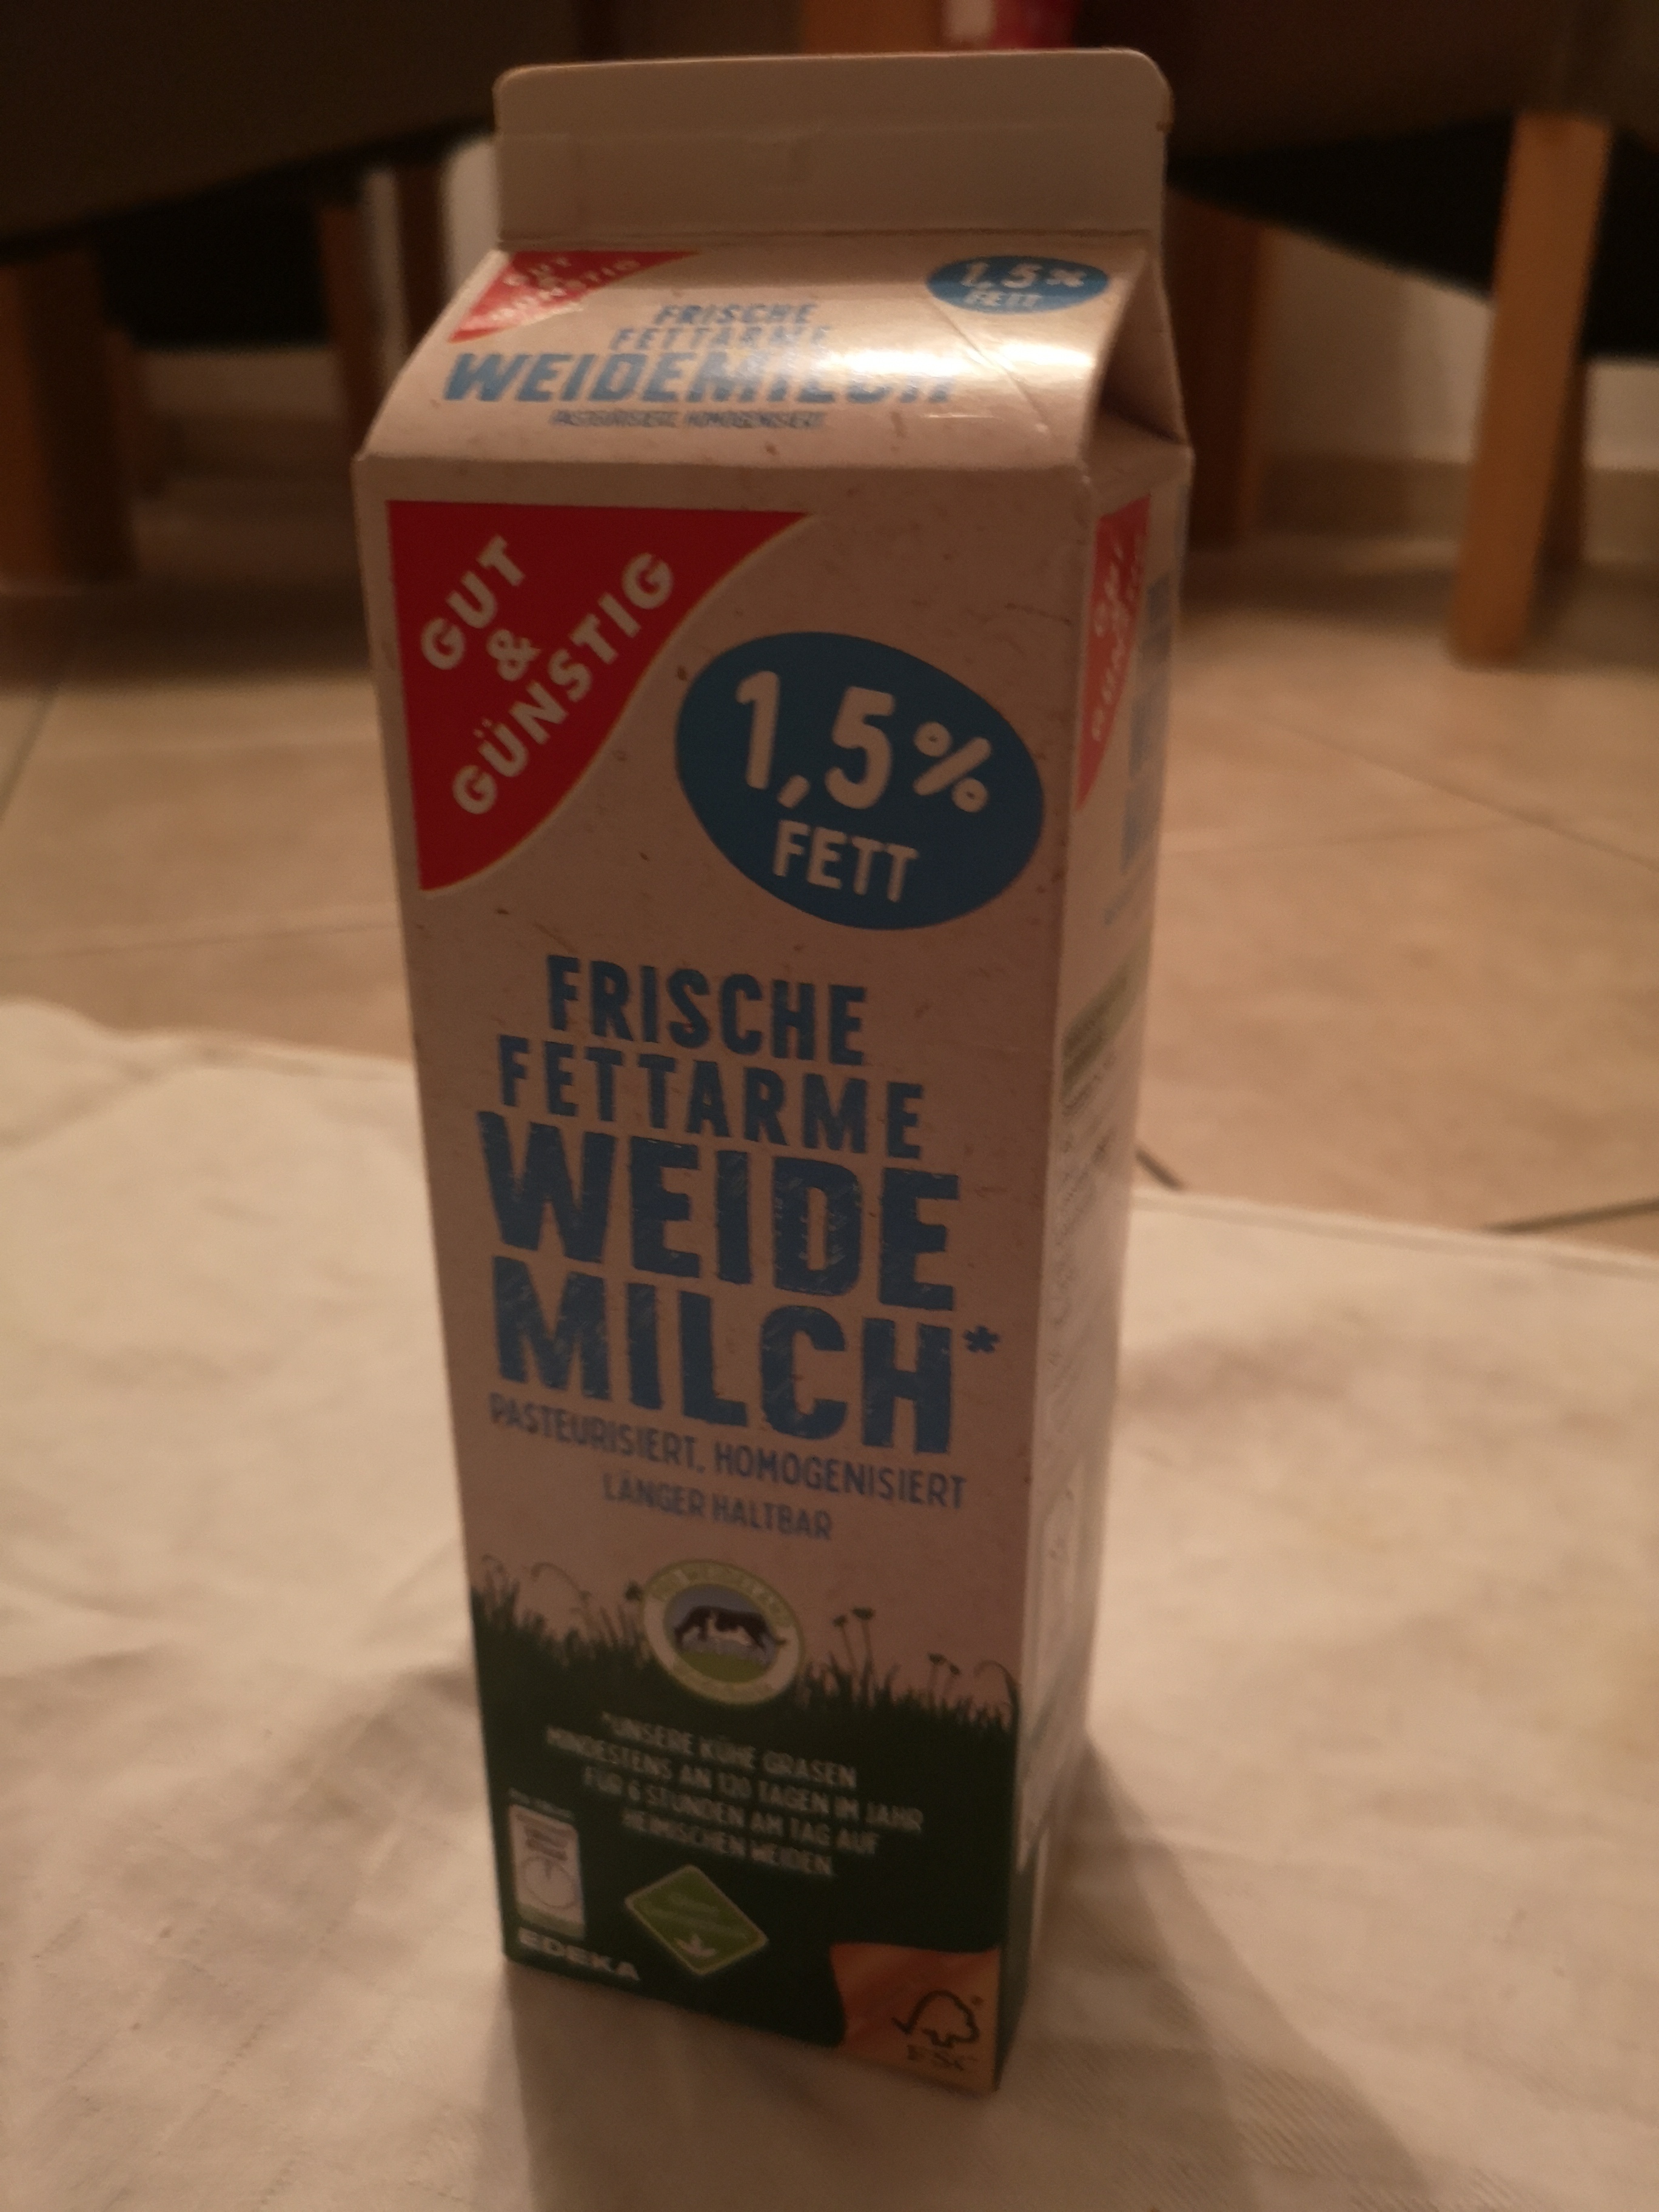 GUT
&
GÜNSTIG
1,5%
FETT
FRISCHE
FETTARME
WEIDEMILCH
PASTEURISIERT, HOMOGENISIERT
GUT
&
GÜNSTIG
1,5%
FETT
FRISCHE
FETTARME
WEIDE
MILCH*
PASTEURISIERT, HOMOGENISIERT
LÄNGER HALTBAR
*UNSERE KÜHE GRASEN
MINDESTENS AN 120 TAGEN IM JAHR
FÜR 6 STUNDEN AM TAG AUF
HEIMISCHEN WEIDEN.
EDEKA
FSC